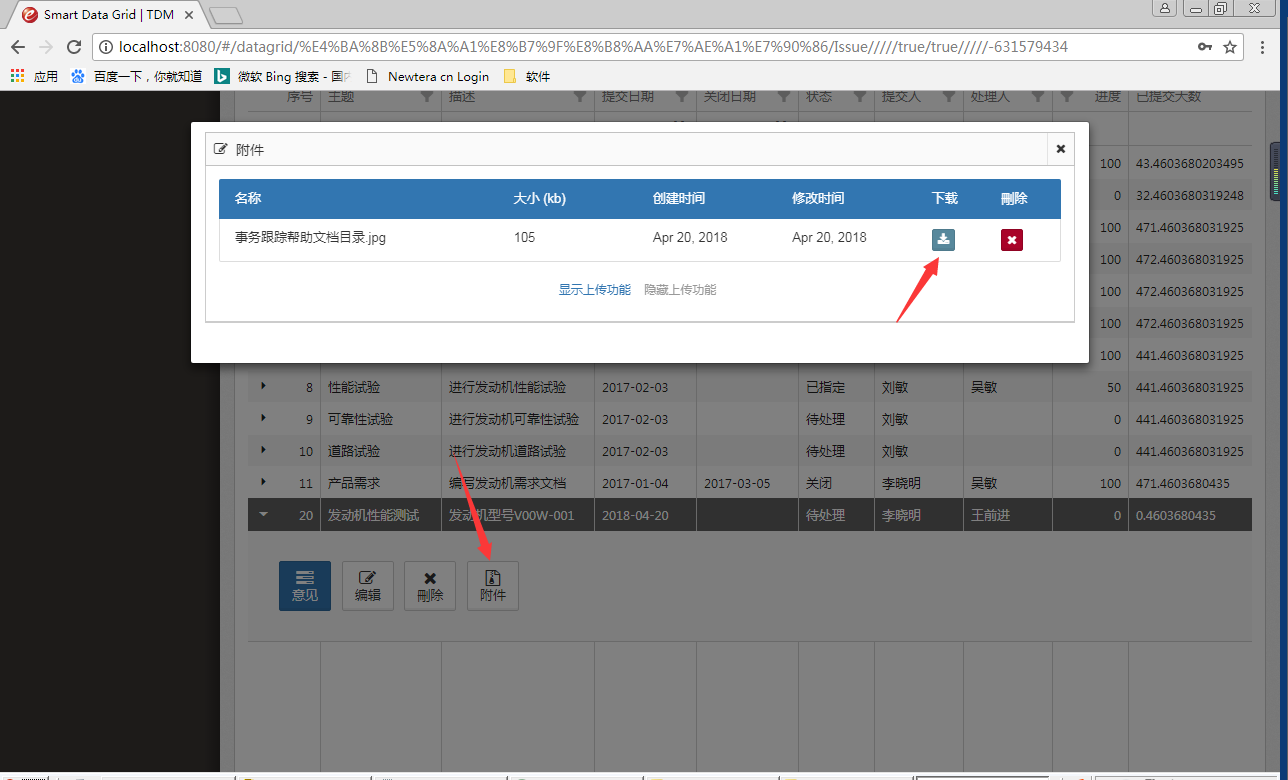 Smart Data Grid | TDM
localhost:8080/#/datagrid/%E4%BA%8B%E5%8A%A1%E8%B7%9F%E8%B8%AA%E7%AE%A1%E7%90%86/Issue/////true/true/////-631579434
应用 百度一下，你就知道 微软 Bing 搜索 - 国 Newtera cn Login 软件
序号 主题 描述 提交日期 关闭日期 状态 提交人 处理人 进度 已提交天数
附件
名称 大小 (kb) 创建时间 修改时间 下载 刪除
事务跟踪帮助文档目录.jpg 105 Apr 20, 2018 Apr 20, 2018
显示上传功能 隐藏上传功能
100 43.4603680203495
0 32.4603680319248
100 471.460368031925
100 472.460368031925
100 472.460368031925
100 472.460368031925
100 441.460368031925
8 性能试验 进行发动机性能试验 2017-02-03 已指定 刘敏 吴敏 50 441.460368031925
9 可靠性试验 进行发动机可靠性试验 2017-02-03 待处理 刘敏 0 441.460368031925
10 道路试验 进行发动机道路试验 2017-02-03 待处理 刘敏 0 441.460368031925
11 产品需求 编写发动机需求文档 2017-01-04 2017-03-05 关闭 李晓明 吴敏 100 471.4603680435
20 发动机性能测试 发动机型号V00W-001 2018-04-20 待处理 李晓明 王前进 0 0.4603680435
意见 编辑 刪除 附件